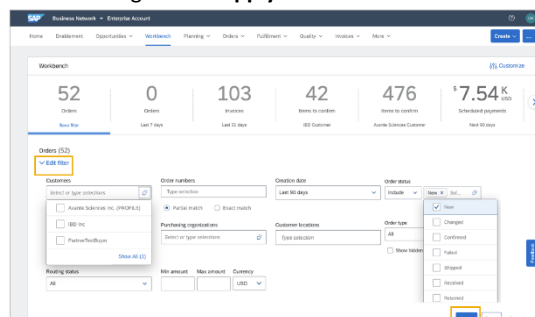 SAP Business Network Enterprise Account
Home Enablement Opportunities Workbench Planning Orders Fulfillment Quality Invoices More Create ...
Workbench Customize
52 0 103 42 476 $ 7.54 K USD
Orders Orders Invoices Items to confirm Items to confirm Scheduled payments
Save filter Last 7 days Last 31 days IBD Customer Avante Sciences Customer Next 90 days
Orders (52)
Edit filter
Customers Order numbers Creation date Order status
Select or type selections Type selection Last 90 days Include New X Sel...
Partial match Exact match
Avante Sciences Inc. (PROFILE) New
IBD Inc Purchasing organizations Customer locations Order type Changed
Select or type selections Type selection All Confirmed
PartnerTestBuyer Show hidden Failed
Show All (3) Shipped
Routing status Min amount Max amount Currency Received
All USD Returned
Feedback